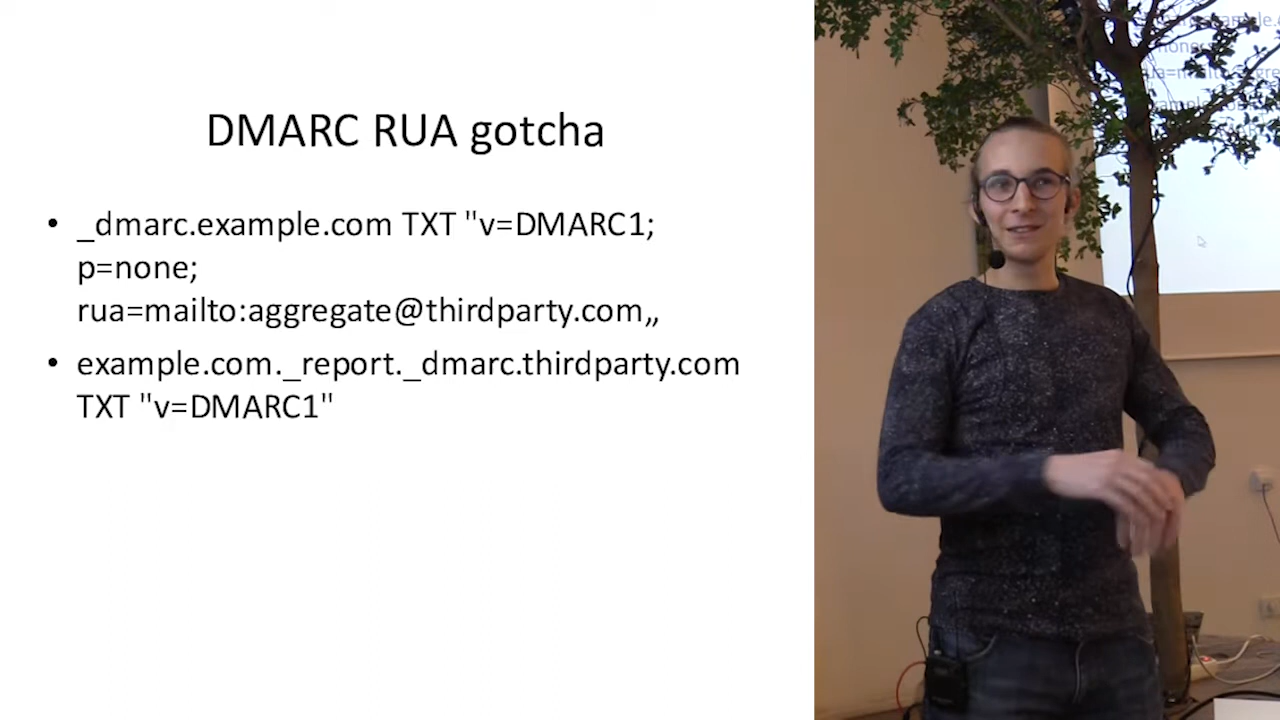 DMARC RUA gotcha
• _dmarc.example.com TXT "v=DMARC1;
p=none;
rua=mailto:aggregate@thirdparty.com„
• example.com._report._dmarc.thirdparty.com
TXT "v=DMARC1"